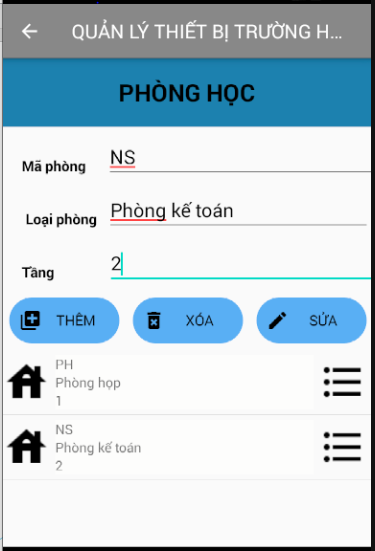 QUẢN LÝ THIẾT BỊ TRƯỜNG H...
PHÒNG HỌC
Mã phòng NS
Loại phòng Phòng kế toán
Tầng 2
THÊM XÓA SỬA
PH
Phòng họp
1
NS
Phòng kế toán
2